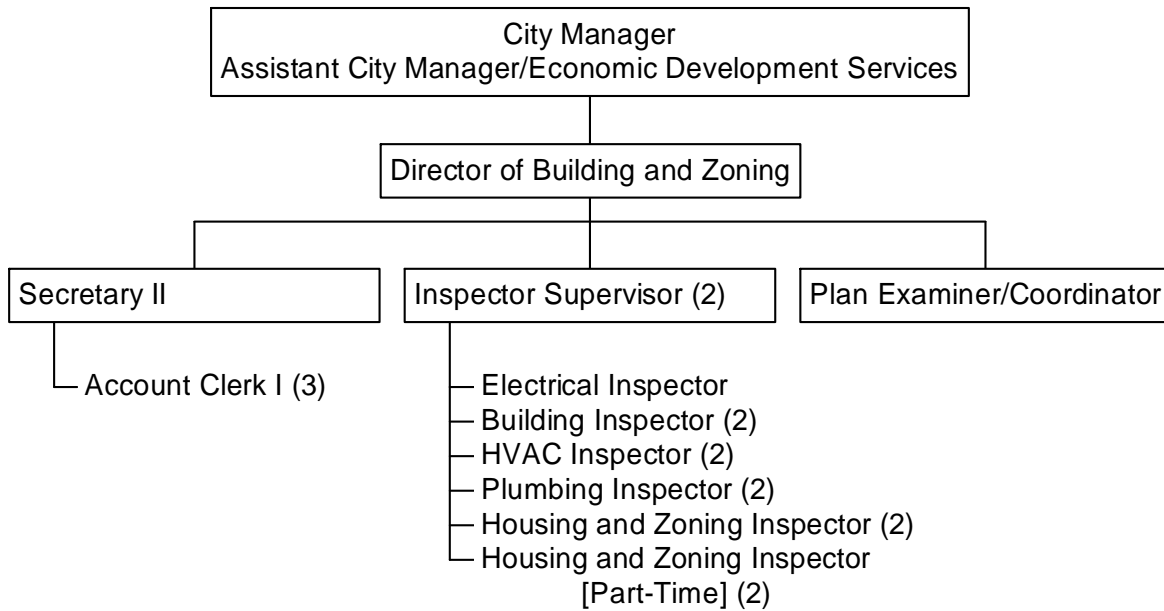 City Manager
Assistant City Manager/Economic Development Services
Director of Building and Zoning
Secretary II
Inspector Supervisor (2)
Plan Examiner/Coordinator
Account Clerk I (3)
Electrical Inspector
Building Inspector (2)
HVAC Inspector (2)
Plumbing Inspector (2)
Housing and Zoning Inspector (2)
Housing and Zoning Inspector
[Part-Time] (2)